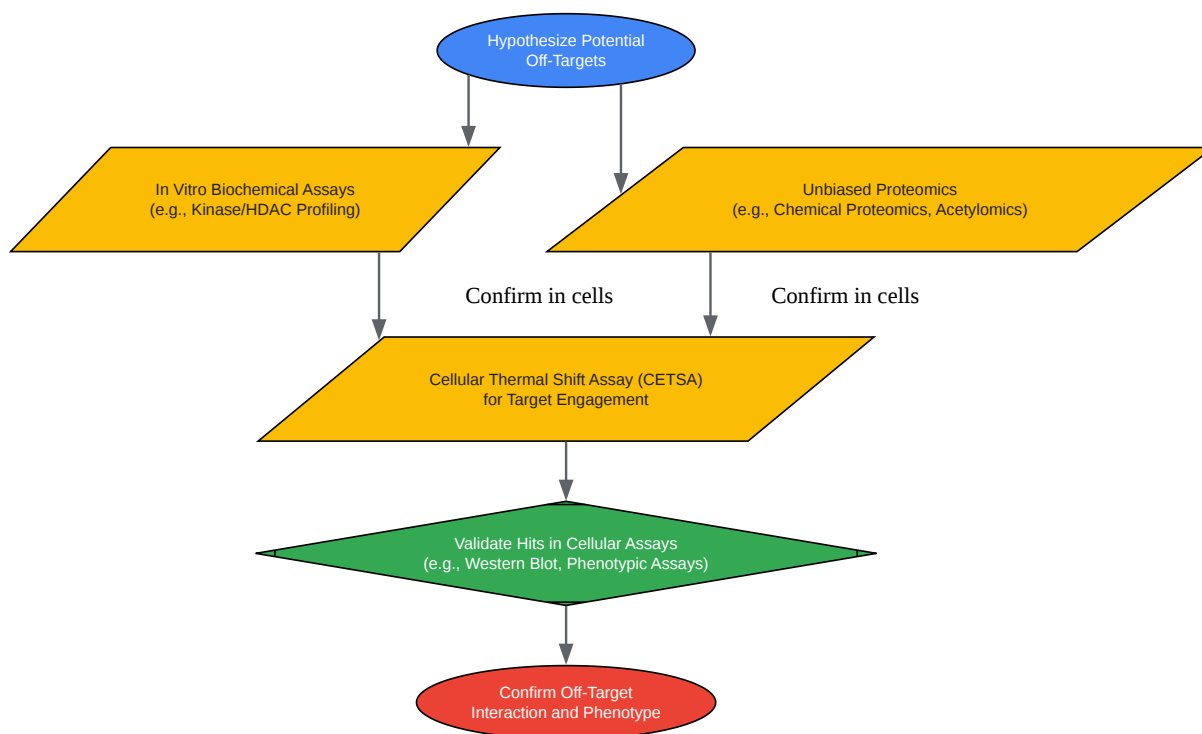 Hypothesize Potential
Off-Targets
In Vitro Biochemical Assays
(e.g., Kinase/HDAC Profiling)
Unbiased Proteomics
(e.g., Chemical Proteomics, Acetylomics)
Confirm in cells
Confirm in cells
Cellular Thermal Shift Assay (CETSA)
for Target Engagement
Validate Hits in Cellular Assays
(e.g., Western Blot, Phenotypic Assays)
Confirm Off-Target
Interaction and Phenotype